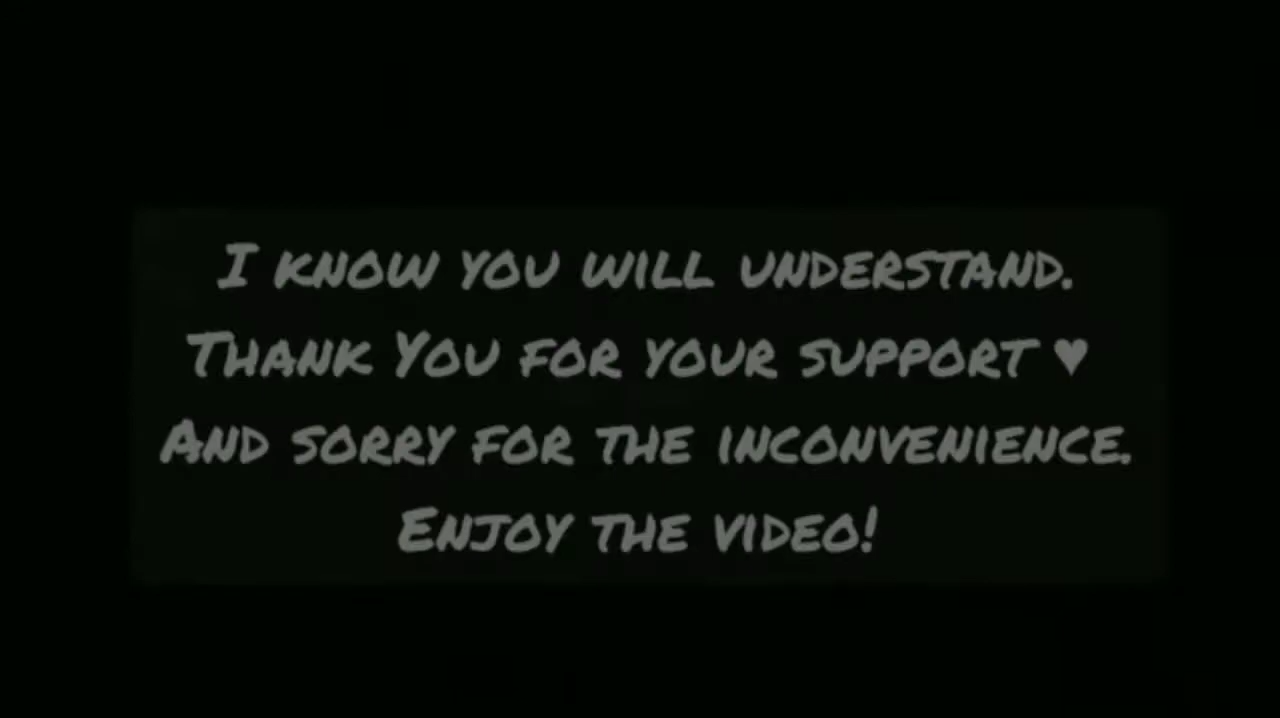 I know you will understand.
Thank You for your support ♥
And sorry for the inconvenience.
Enjoy the video!